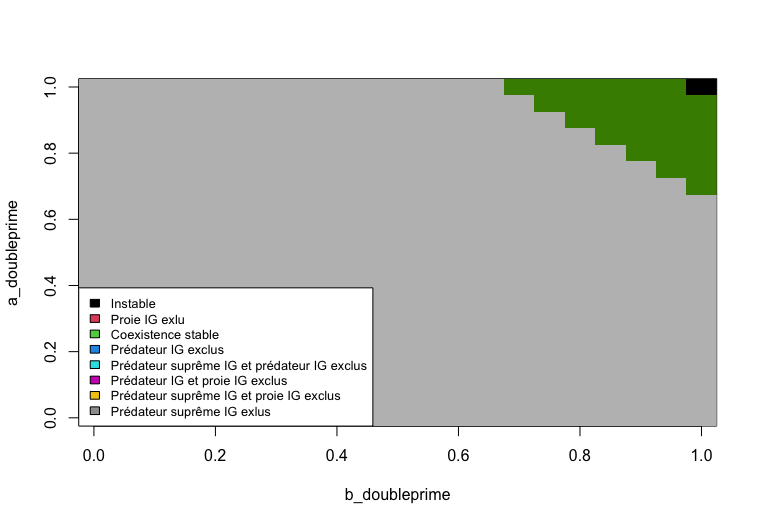 1.0
0.8
0.6
0.4
0.2
0.0
a_doubleprime
Instable
Proie IG exlu
Coexistence stable
Prédateur IG exclus
Prédateur suprême IG et prédateur IG exclus
Prédateur IG et proie IG exclus
Prédateur suprême IG et proie IG exclus
Prédateur suprême IG exlus
0.0 0.2 0.4 0.6 0.8 1.0
b_doubleprime